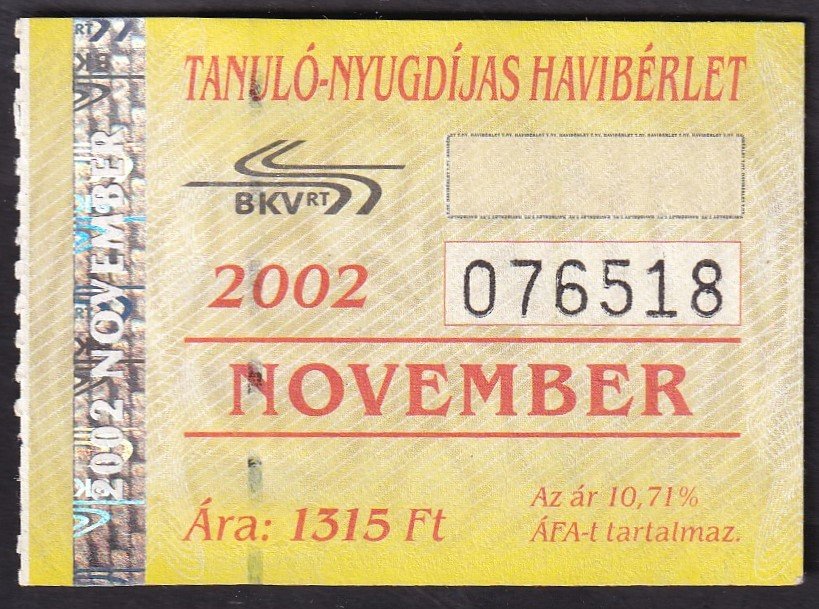 TANULÓ-NYUGDÍJAS HAVIBÉRLET
BKV RT
2002
076518
NOVEMBER
Ára: 1315 Ft
Az ár 10,71%
ÁFA-t tartalmaz.
2002 NOVEMBER